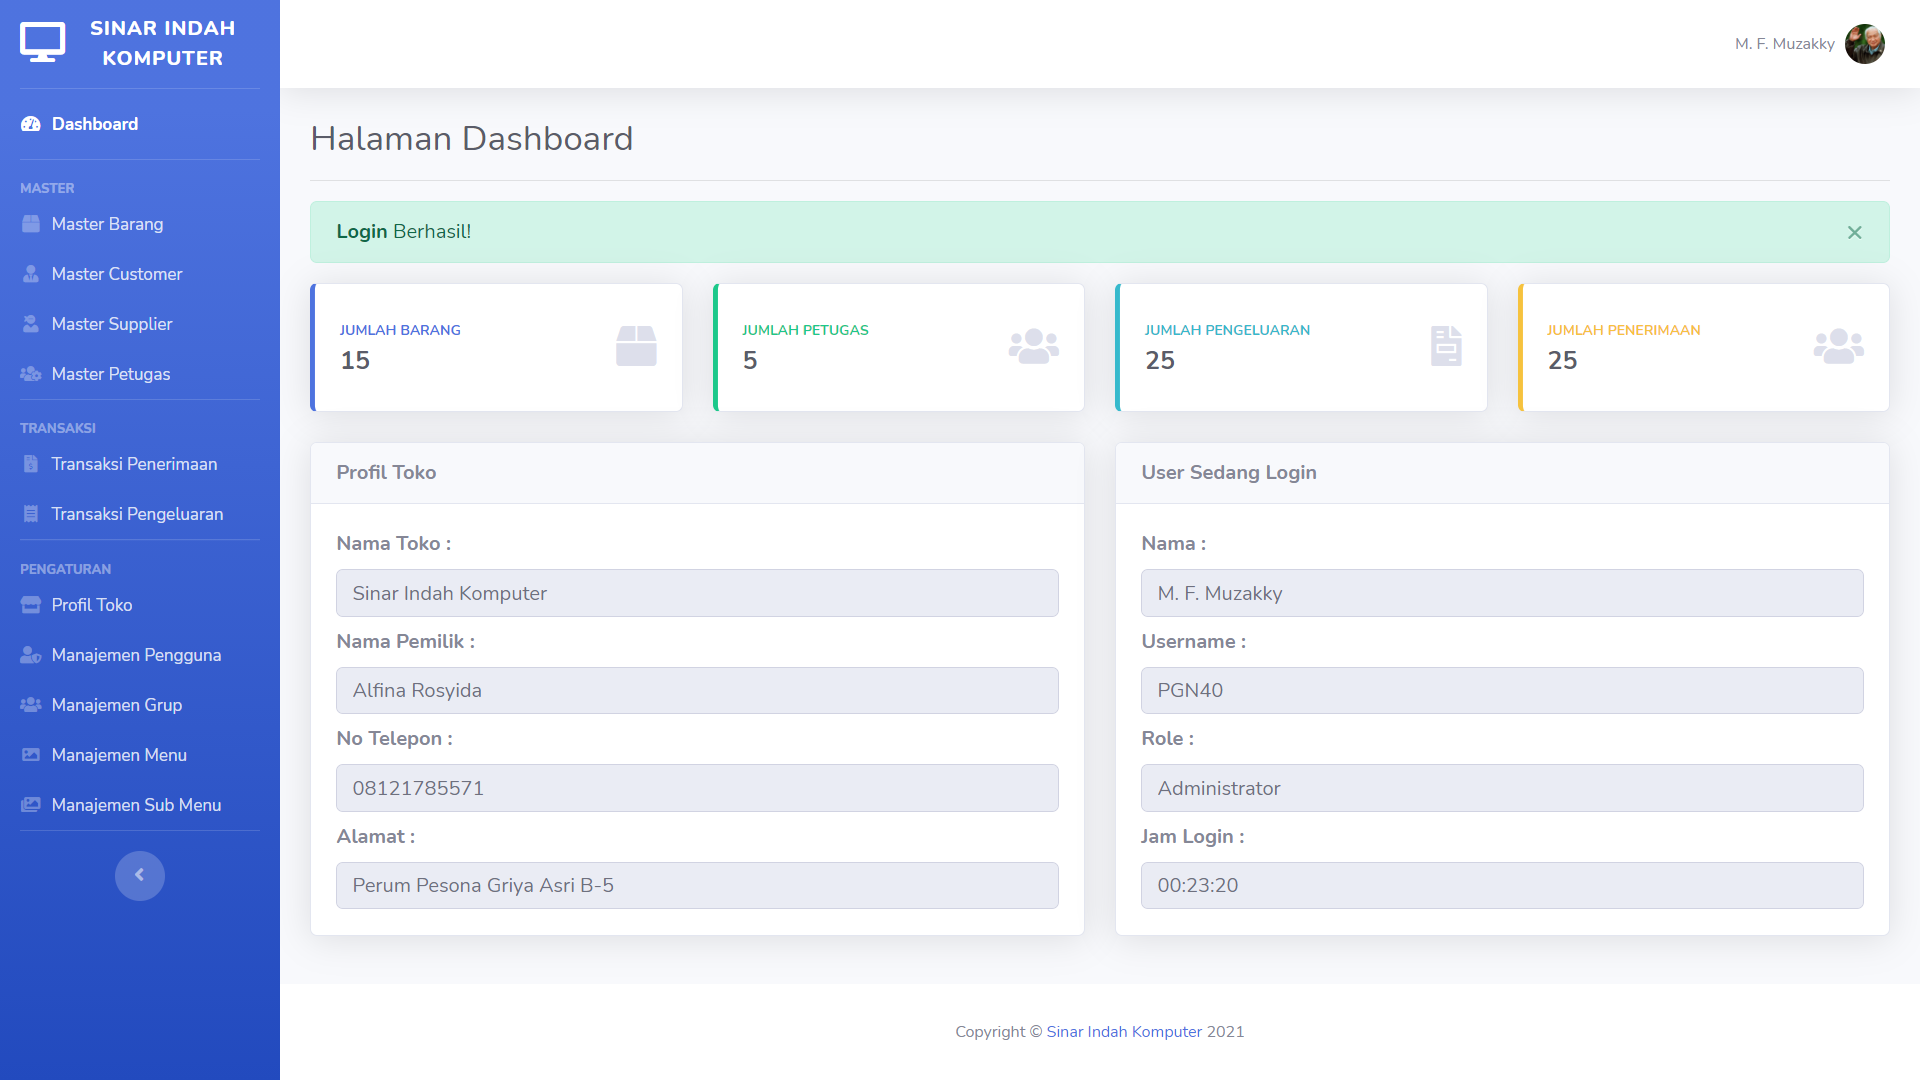 SINAR INDAH
KOMPUTER
Dashboard
MASTER
Master Barang
Master Customer
Master Supplier
Master Petugas
TRANSAKSI
Transaksi Penerimaan
Transaksi Pengeluaran
PENGATURAN
Profil Toko
Manajemen Pengguna
Manajemen Grup
Manajemen Menu
Manajemen Sub Menu
M. F. Muzakky
Halaman Dashboard
Login Berhasil!
×
JUMLAH BARANG
15
JUMLAH PETUGAS
5
JUMLAH PENGELUARAN
25
JUMLAH PENERIMAAN
25
Profil Toko
Nama Toko :
Sinar Indah Komputer
Nama Pemilik :
Alfina Rosyida
No Telepon :
08121785571
Alamat :
Perum Pesona Griya Asri B-5
User Sedang Login
Nama :
M. F. Muzakky
Username :
PGN40
Role :
Administrator
Jam Login :
00:23:20
Copyright © Sinar Indah Komputer 2021